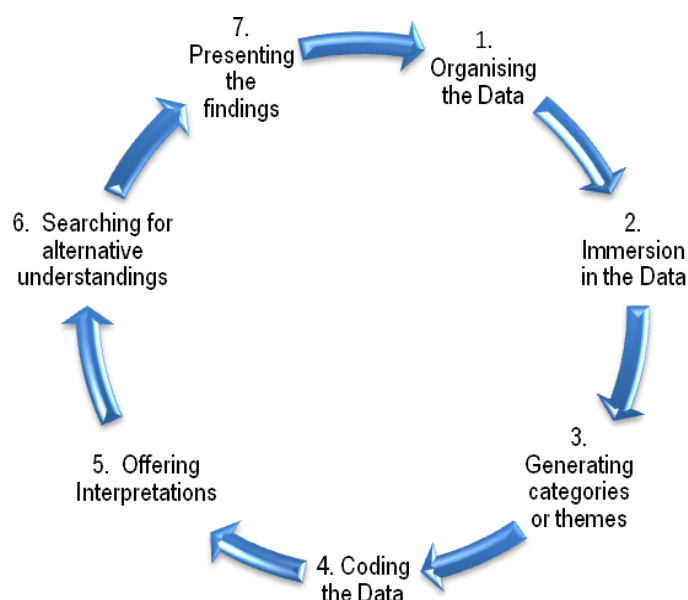 1.
Organising
the Data
2.
Immersion
in the Data
3.
Generating
categories
or themes
4. Coding
the Data
5. Offering
Interpretations
6. Searching for
alternative
understandings
7.
Presenting
the
findings